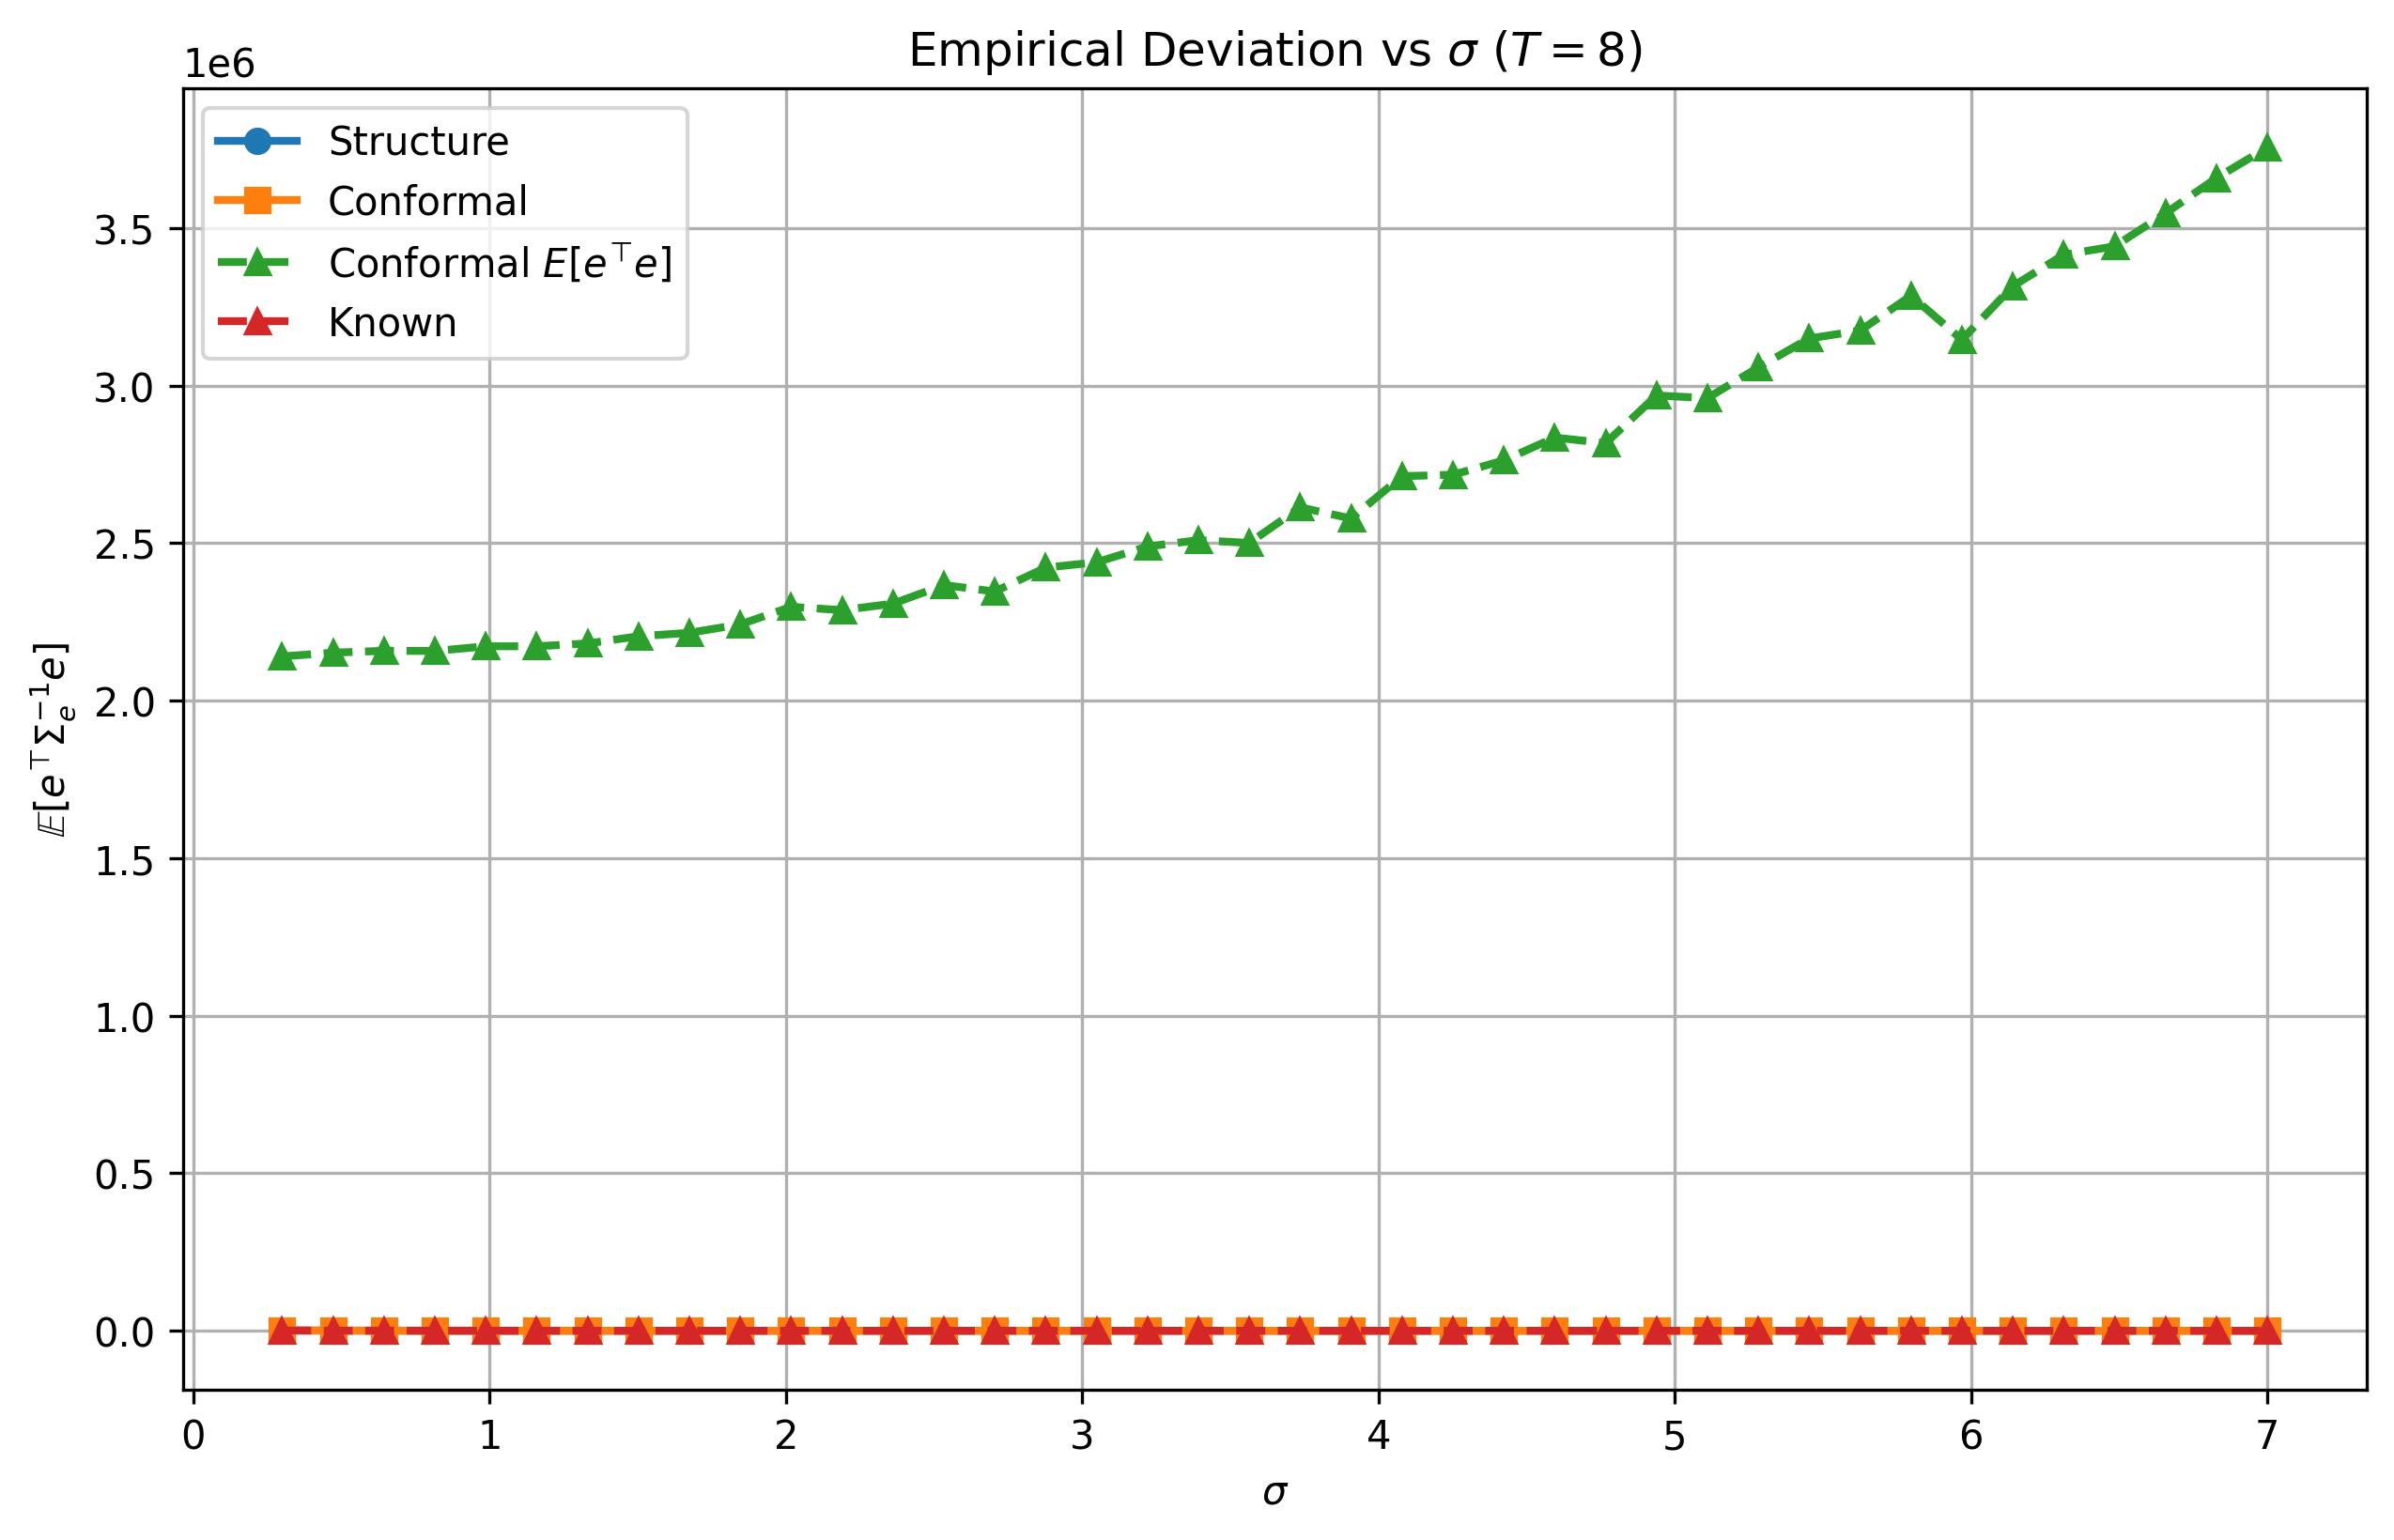 Empirical Deviation vs σ (T = 8)
1e6
Structure
Conformal
Conformal E[e⊤e]
Known
3.5
3.0
2.5
2.0
1.5
1.0
0.5
0.0
𝔼[e⊤Σₑ⁻¹e]
0 1 2 3 4 5 6 7
σ